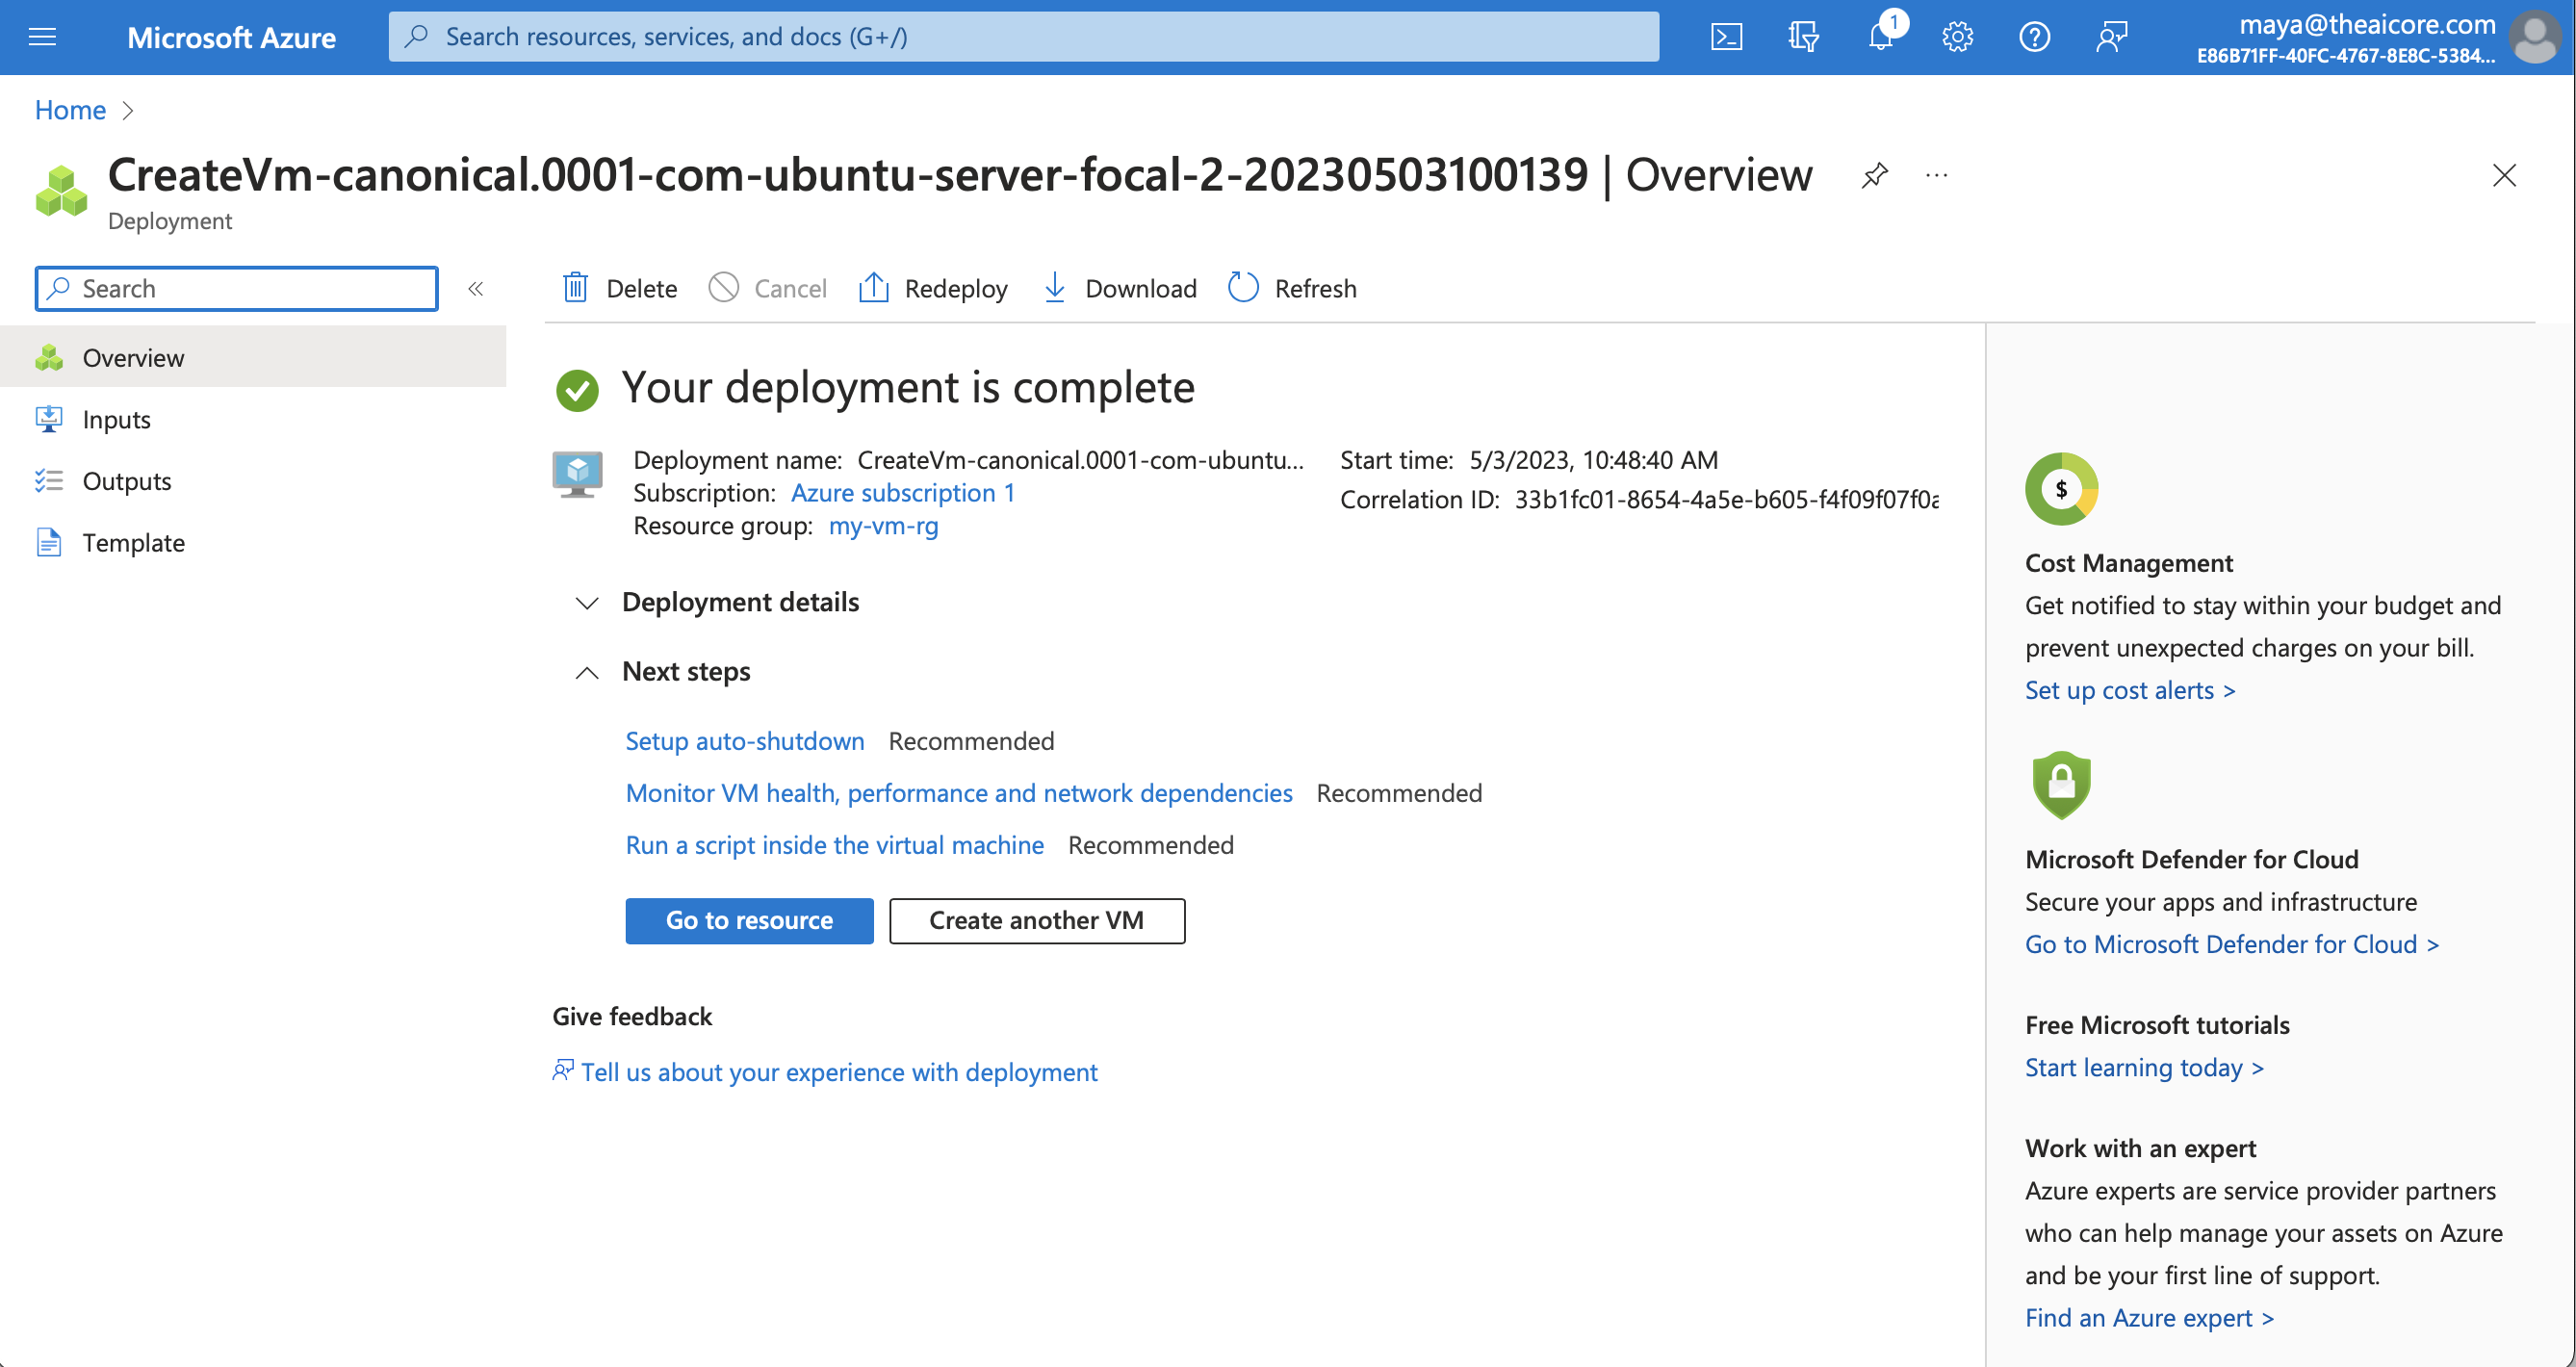 Microsoft Azure
Search resources, services, and docs (G+/)
1
maya@theaicore.com
E86B71FF-40FC-4767-8E8C-5384...
Home
CreateVm-canonical.0001-com-ubuntu-server-focal-2-20230503100139 | Overview
Deployment
Search
Delete
Cancel
Redeploy
Download
Refresh
Overview
Inputs
Outputs
Template
Your deployment is complete
Deployment name: CreateVm-canonical.0001-com-ubuntu...
Subscription: Azure subscription 1
Resource group: my-vm-rg
Start time: 5/3/2023, 10:48:40 AM
Correlation ID: 33b1fc01-8654-4a5e-b605-f4f09f07f0a
Deployment details
Next steps
Setup auto-shutdown Recommended
Monitor VM health, performance and network dependencies Recommended
Run a script inside the virtual machine Recommended
Go to resource
Create another VM
Give feedback
Tell us about your experience with deployment
$
Cost Management
Get notified to stay within your budget and
prevent unexpected charges on your bill.
Set up cost alerts >
Microsoft Defender for Cloud
Secure your apps and infrastructure
Go to Microsoft Defender for Cloud >
Free Microsoft tutorials
Start learning today >
Work with an expert
Azure experts are service provider partners
who can help manage your assets on Azure
and be your first line of support.
Find an Azure expert >